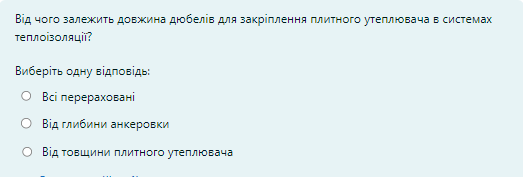 Від чого залежить довжина дюбелів для закріплення плитного утеплювача в системах
теплоізоляції?
Виберіть одну відповідь:
Всі перераховані
Від глибини анкеровки
Від товщини плитного утеплювача